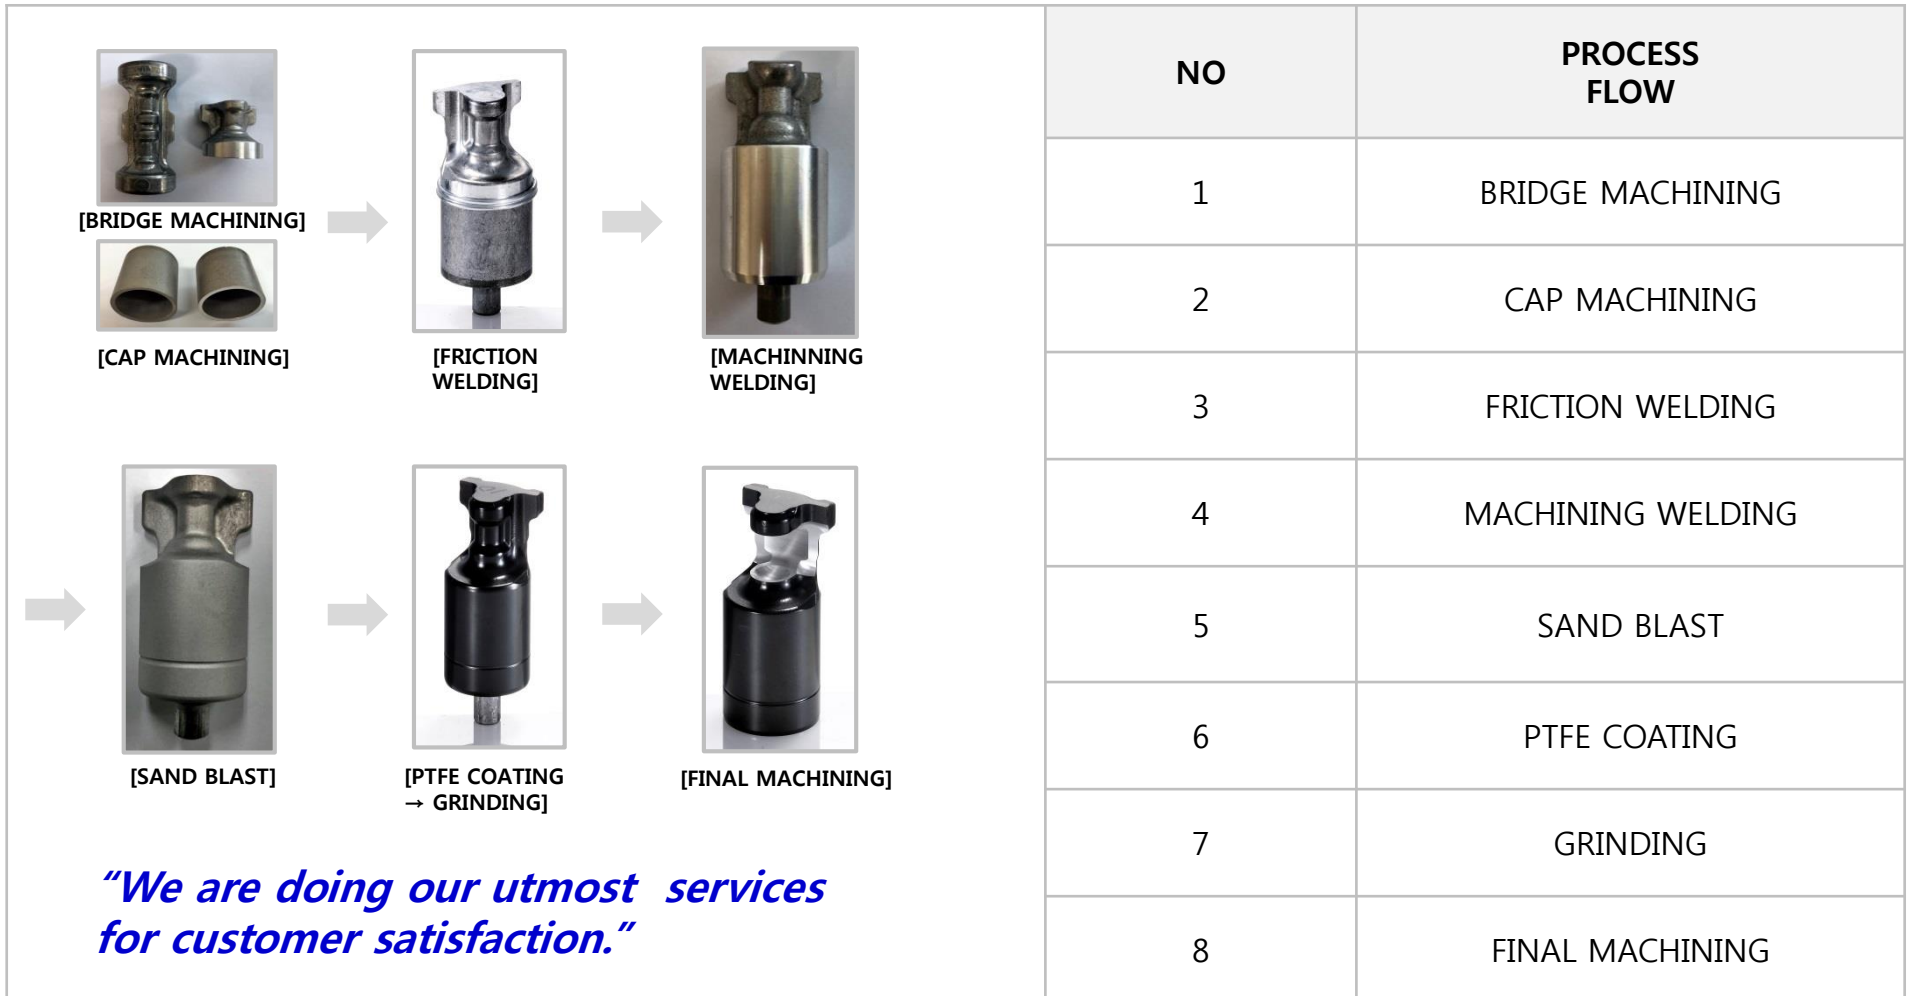 [BRIDGE MACHINING]
[CAP MACHINING]
[FRICTION
WELDING]
[MACHINNING
WELDING]
[SAND BLAST]
[PTFE COATING
→ GRINDING]
[FINAL MACHINING]
“We are doing our utmost services
for customer satisfaction.”
NO
PROCESS
FLOW
1 BRIDGE MACHINING
2 CAP MACHINING
3 FRICTION WELDING
4 MACHINING WELDING
5 SAND BLAST
6 PTFE COATING
7 GRINDING
8 FINAL MACHINING